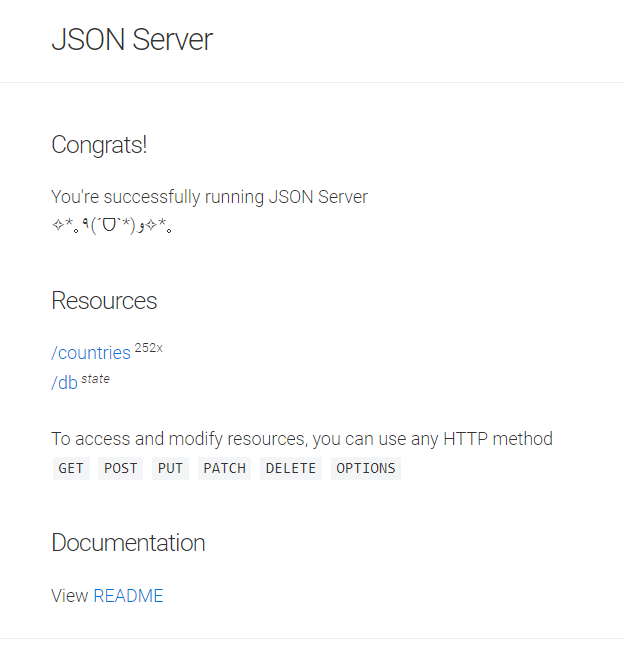 JSON Server
Congrats!
You're successfully running JSON Server
✧*｡٩(ˊᗜˋ*)و✧*｡
Resources
/countries 252x
/db state
To access and modify resources, you can use any HTTP method
GET POST PUT PATCH DELETE OPTIONS
Documentation
View README